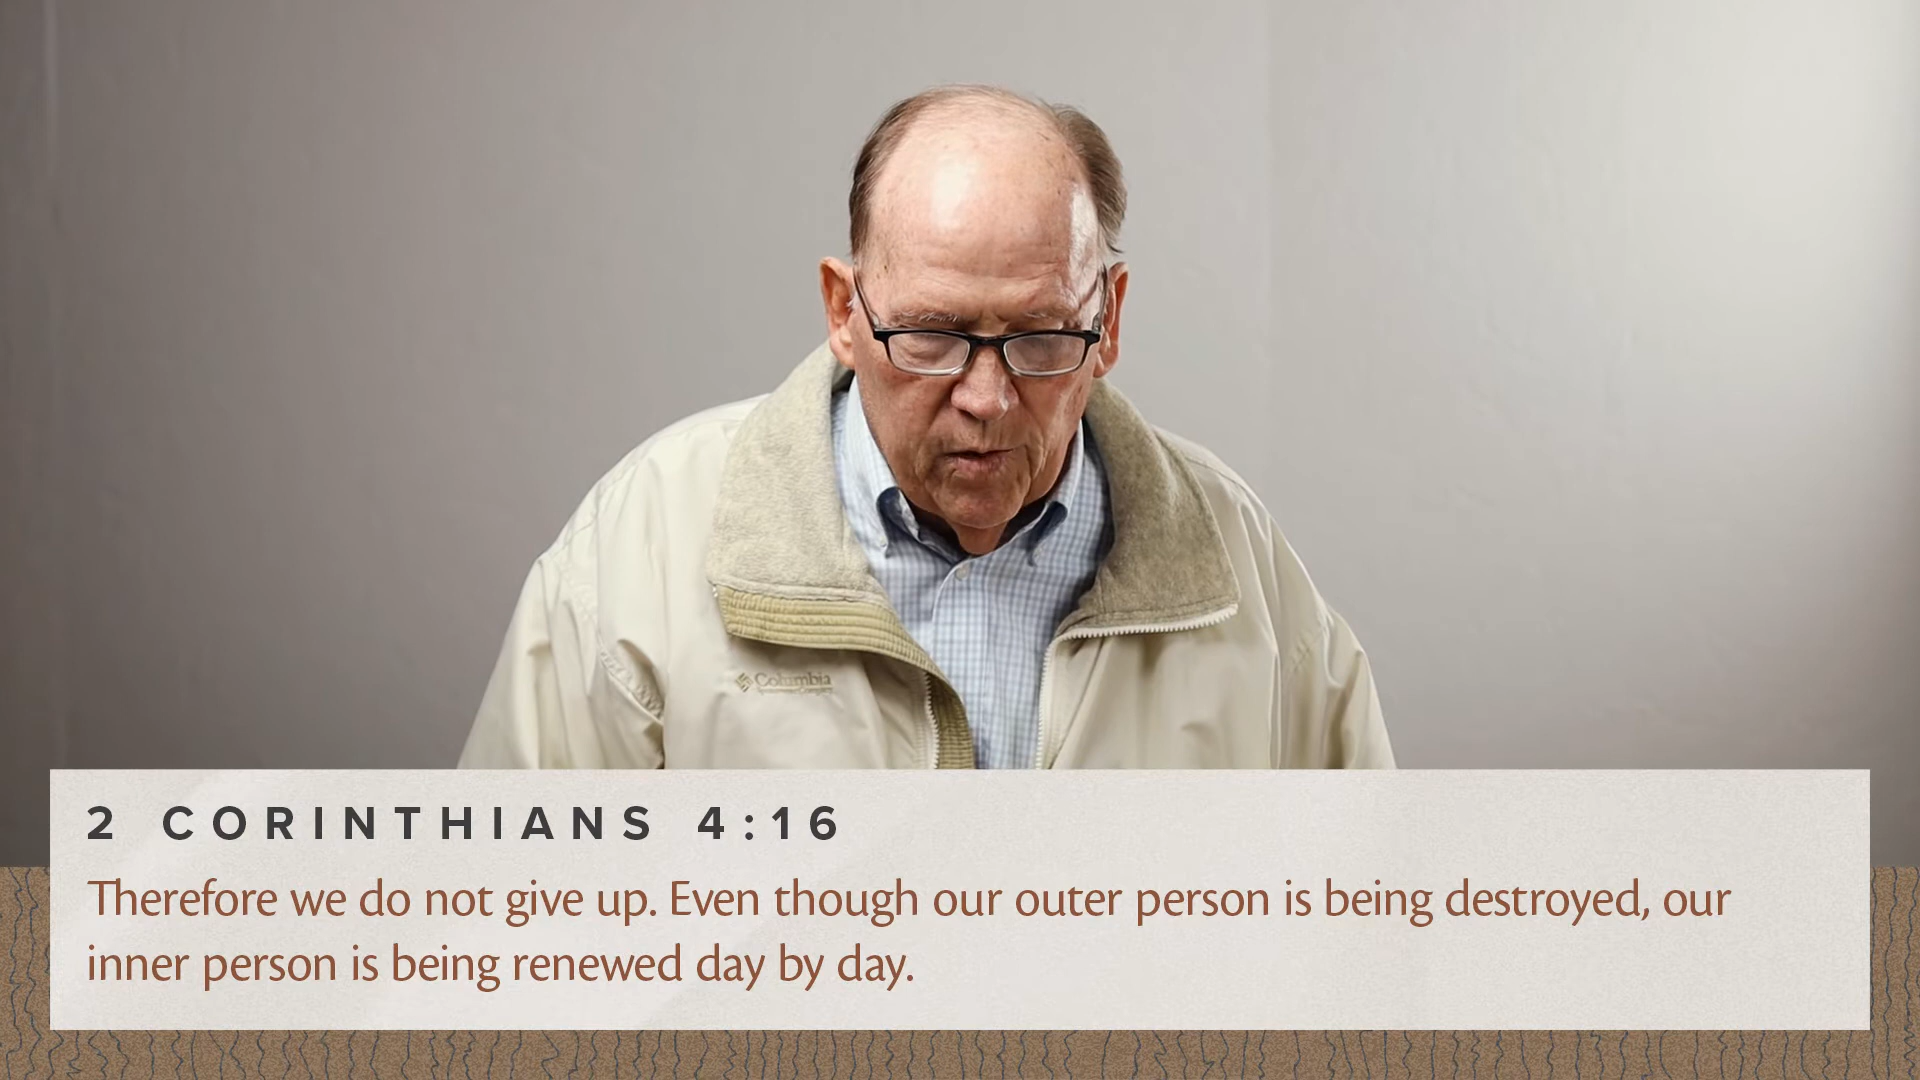 Columbia
2 CORINTHIANS 4:16
Therefore we do not give up. Even though our outer person is being destroyed, our
inner person is being renewed day by day.